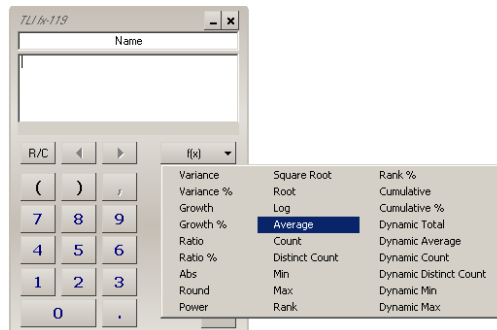 TLI fx-119
Name
R/C f(x)
( ) ,
7 8 9
4 5 6
1 2 3
0 .
Variance Square Root Rank %
Variance % Root Cumulative
Growth Log Cumulative %
Growth % Average Dynamic Total
Ratio Count Dynamic Average
Ratio % Distinct Count Dynamic Count
Abs Min Dynamic Distinct Count
Round Max Dynamic Min
Power Rank Dynamic Max